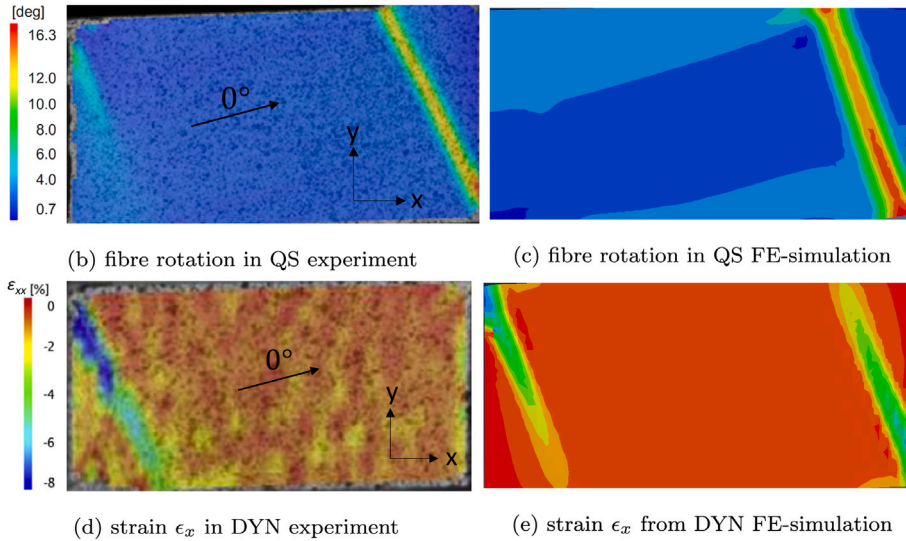 [deg]
16.3
12.0
10.0
8.0
6.0
4.0
0.7
0°
y
x
(b) fibre rotation in QS experiment
(c) fibre rotation in QS FE-simulation
εxx [%]
0
-2
-4
-6
-8
0°
y
x
(d) strain ϵx in DYN experiment
(e) strain ϵx from DYN FE-simulation